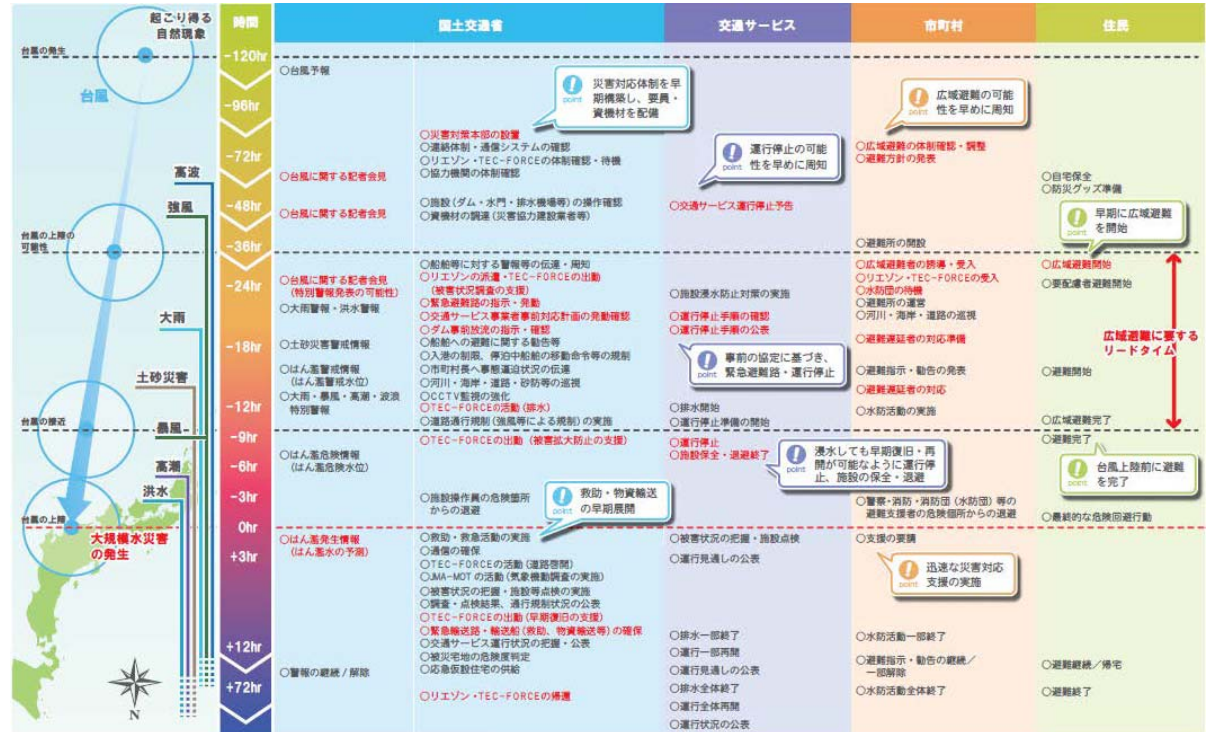 起こり得る
自然現象
時間
国土交通省
交通サービス
市町村
住民
台風の発生
台風
高波
強風
台風の上陸の
可能性
大雨
土砂災害
台風の接近
暴風
高潮
洪水
台風の上陸
大規模水災害
の発生
N
-120hr
-96hr
-72hr
-48hr
-36hr
-24hr
-18hr
-12hr
-9hr
-6hr
-3hr
0hr
+3hr
+12hr
+72hr
○台風予報
○台風に関する記者会見
○台風に関する記者会見
○台風に関する記者会見
(特別警報発表の可能性)
○大雨警報・洪水警報
○土砂災害警戒情報
○はん濫警戒情報
(はん濫警戒水位)
○大雨・暴風・高潮・波浪
特別警報
○はん濫危険情報
(はん濫危険水位)
○はん濫発生情報
(はん濫水の予測)
○警報の継続/解除
! point
災害対応体制を早
期構築し、要員・
資機材を配備
○災害対策本部の設置
○連絡体制・通信システムの確認
○リエゾン・TEC-FORCEの体制確認・待機
○協力機関の体制確認
○施設(ダム・水門・排水機場等)の操作確認
○資機材の調達(災害協力建設業者等)
○船舶等に対する警報等の伝達・周知
○リエゾンの派遣・TEC-FORCEの出動
(被害状況調査の支援)
○緊急避難路の指示・発動
○交通サービス事業者事前対応計画の発動確認
○ダム事前放流の指示・確認
○船舶への避難に関する勧告等
○入港の制限、停泊中船舶の移動命令等の規制
○市町村長へ事態逼迫状況の伝達
○河川・海岸・道路・砂防等の巡視
○CCTV監視の強化
○TEC-FORCEの活動(排水)
○道路通行規制(強風等による規制)の実施
○TEC-FORCEの出動(被害拡大防止の支援)
○施設操作員の危険箇所
からの退避
! point
救助・物資輸送
の早期展開
○救助・救急活動の実施
○通信の確保
○TEC-FORCEの活動(道路啓開)
○JMA-MOTの活動(気象機動調査の実施)
○被害状況の把握・施設等点検の実施
○調査・点検結果、通行規制状況の公表
○TEC-FORCEの出動(早期復旧の支援)
○緊急輸送路・輸送船(救助、物資輸送等)の確保
○交通サービス運行状況の把握・公表
○被災宅地の危険度判定
○応急仮設住宅の供給
○リエゾン・TEC-FORCEの帰還
! point
運行停止の可能
性を早めに周知
○交通サービス運行停止予告
○施設浸水防止対策の実施
○運行停止手順の確認
○運行停止手順の公表
! point
事前の協定に基づき、
緊急避難路・運行停止
○排水開始
○運行停止準備の開始
○運行停止
○施設保全・退避終了
! point
浸水しても早期復旧・再
開が可能なように運行停
止、施設の保全・退避
○被害状況の把握・施設点検
○運行見通しの公表
○排水一部終了
○運行一部再開
○運行見通しの公表
○排水全体終了
○運行全体再開
○運行状況の公表
! point
広域避難の可能
性を早めに周知
○広域避難の体制確認・調整
○避難方針の発表
○避難所の開設
○広域避難者の誘導・受入
○リエゾン・TEC-FORCEの受入
○水防団の待機
○避難所の運営
○河川・海岸・道路の巡視
○避難遅延者の対応準備
○避難指示・勧告の発表
○避難遅延者の対応
○水防活動の実施
○警察・消防・消防団(水防団)等の
避難支援者の危険個所からの退避
○支援の要請
! point
迅速な災害対応
支援の実施
○水防活動一部終了
○避難指示・勧告の継続/
一部解除
○水防活動全体終了
○自宅保全
○防災グッズ準備
! point
早期に広域避難
を開始
○広域避難開始
○要配慮者避難開始
広域避難に要する
リードタイム
○避難開始
○広域避難完了
○避難完了
! point
台風上陸前に避難
を完了
○最終的な危険回避行動
○避難継続/帰宅
○避難終了